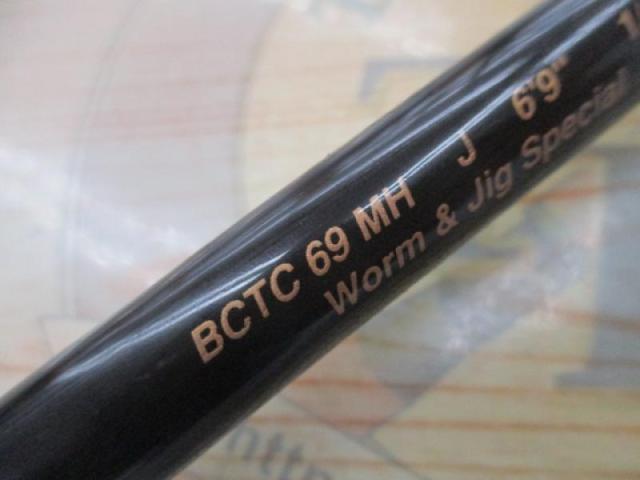 BCTC 69 MH J 6'9"
Worm & Jig Special